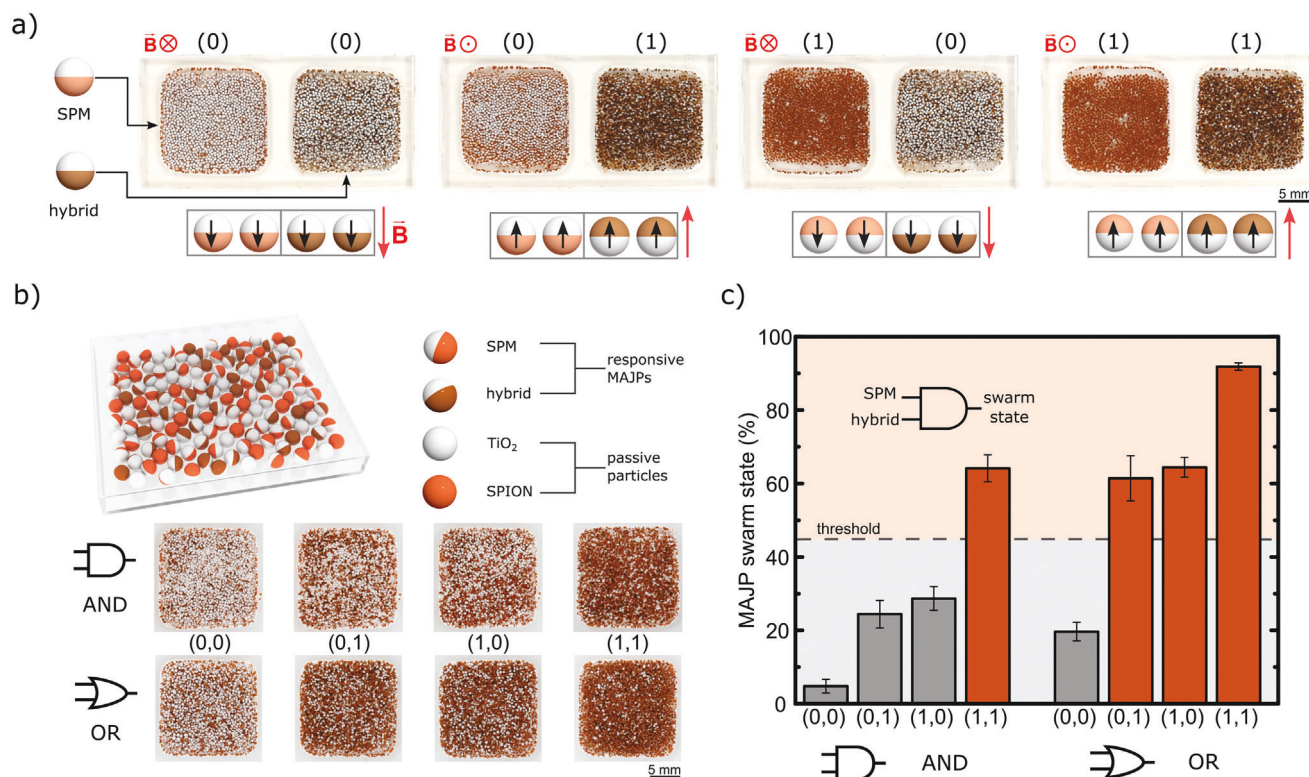 a)
B⃗ ⊗ (0) (0)
B⃗ ⊙ (0) (1)
B⃗ ⊗ (1) (0)
B⃗ ⊙ (1) (1)
SPM
hybrid
B⃗
5 mm
b)
SPM
hybrid
responsive
MAJPs
TiO₂
SPION
passive
particles
AND
(0,0) (0,1) (1,0) (1,1)
OR
5 mm
c)
MAJP swarm state (%)
100
80
60
40
20
0
SPM
hybrid
swarm
state
threshold
(0,0) (0,1) (1,0) (1,1) (0,0) (0,1) (1,0) (1,1)
AND OR